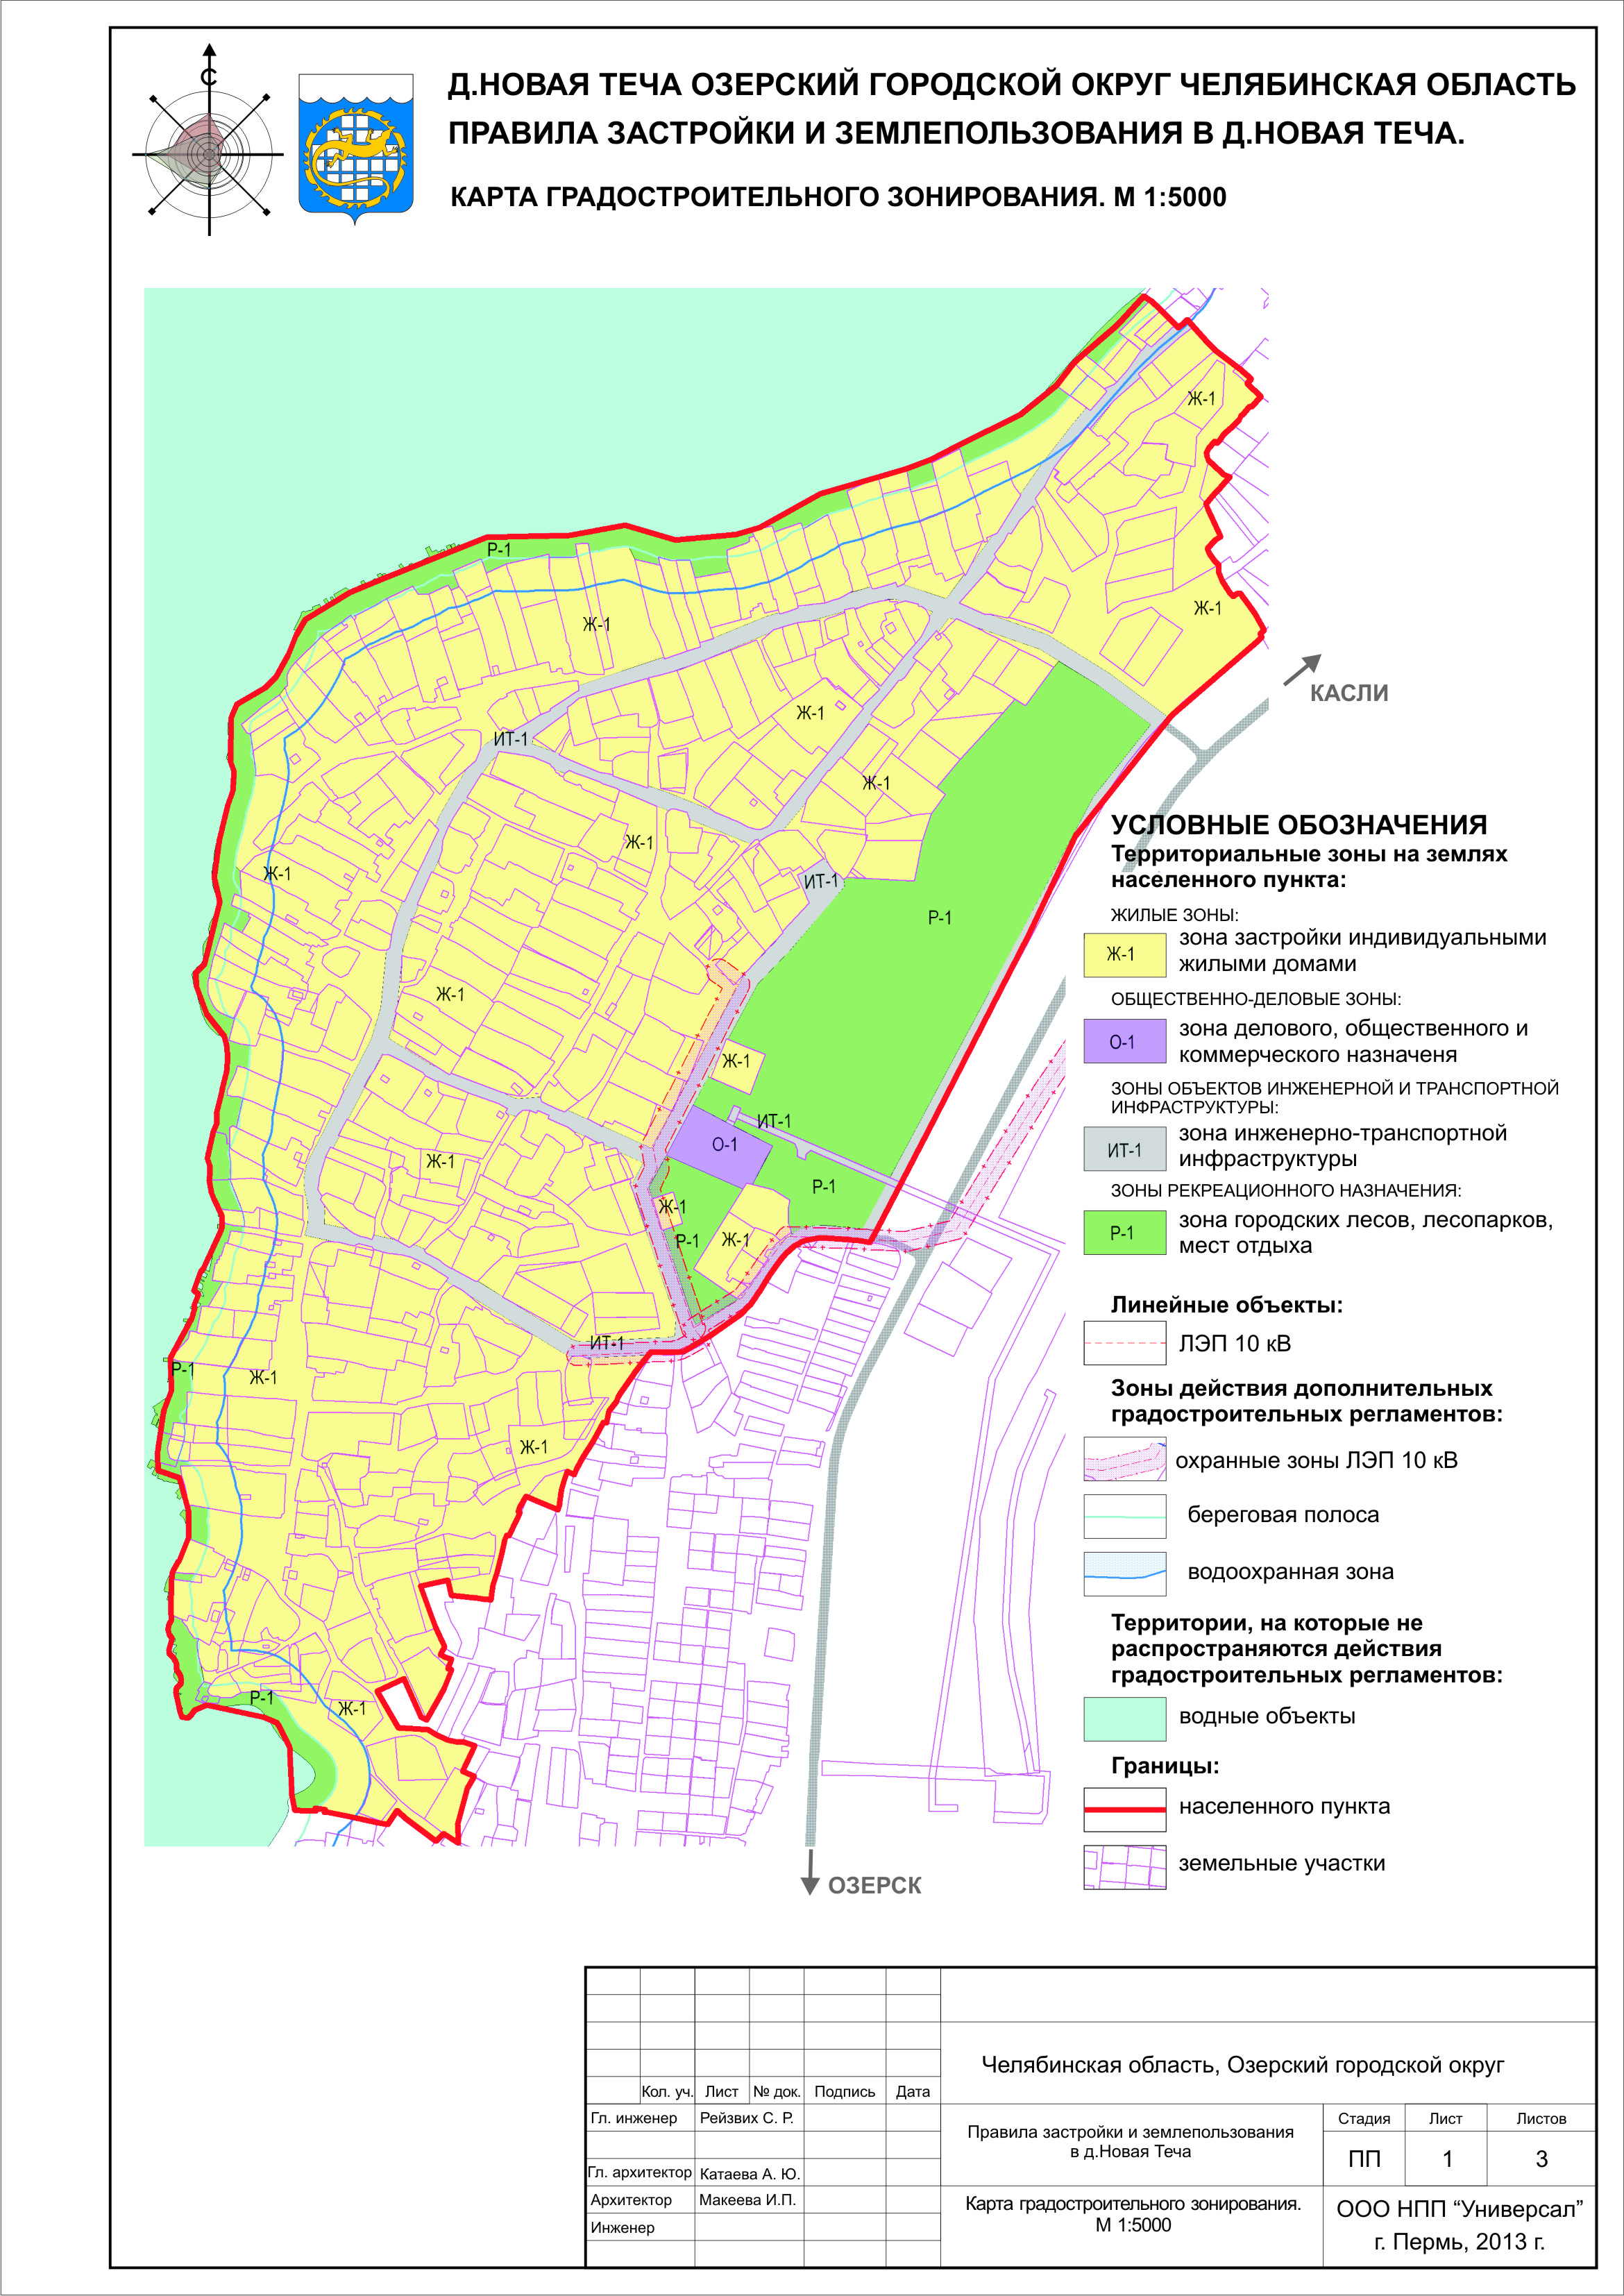 С
Д.НОВАЯ ТЕЧА ОЗЕРСКИЙ ГОРОДСКОЙ ОКРУГ ЧЕЛЯБИНСКАЯ ОБЛАСТЬ
ПРАВИЛА ЗАСТРОЙКИ И ЗЕМЛЕПОЛЬЗОВАНИЯ В Д.НОВАЯ ТЕЧА.
КАРТА ГРАДОСТРОИТЕЛЬНОГО ЗОНИРОВАНИЯ. М 1:5000
Ж-1
Р-1
Ж-1
Ж-1
КАСЛИ
Ж-1
ИТ-1
Ж-1
Ж-1
Ж-1
ИТ-1
Р-1
Ж-1
Ж-1
ИТ-1
О-1
Ж-1
Р-1
Ж-1
Р-1
Ж-1
ИТ-1
Р-1
Ж-1
Ж-1
Р-1
Ж-1
ОЗЕРСК
УСЛОВНЫЕ ОБОЗНАЧЕНИЯ
Территориальные зоны на землях
населенного пункта:
ЖИЛЫЕ ЗОНЫ:
Ж-1 зона застройки индивидуальными
жилыми домами
ОБЩЕСТВЕННО-ДЕЛОВЫЕ ЗОНЫ:
О-1 зона делового, общественного и
коммерческого назначеня
ЗОНЫ ОБЪЕКТОВ ИНЖЕНЕРНОЙ И ТРАНСПОРТНОЙ
ИНФРАСТРУКТУРЫ:
ИТ-1 зона инженерно-транспортной
инфраструктуры
ЗОНЫ РЕКРЕАЦИОННОГО НАЗНАЧЕНИЯ:
Р-1 зона городских лесов, лесопарков,
мест отдыха
Линейные объекты:
ЛЭП 10 кВ
Зоны действия дополнительных
градостроительных регламентов:
охранные зоны ЛЭП 10 кВ
береговая полоса
водоохранная зона
Территории, на которые не
распространяются действия
градостроительных регламентов:
водные объекты
Границы:
населенного пункта
земельные участки
Кол. уч. Лист № док. Подпись Дата
Гл. инженер Рейзвих С. Р.
Гл. архитектор Катаева А. Ю.
Архитектор Макеева И.П.
Инженер
Челябинская область, Озерский городской округ
Правила застройки и землепользования
в д.Новая Теча
Стадия Лист Листов
ПП 1 3
Карта градостроительного зонирования.
М 1:5000
ООО НПП “Универсал”
г. Пермь, 2013 г.